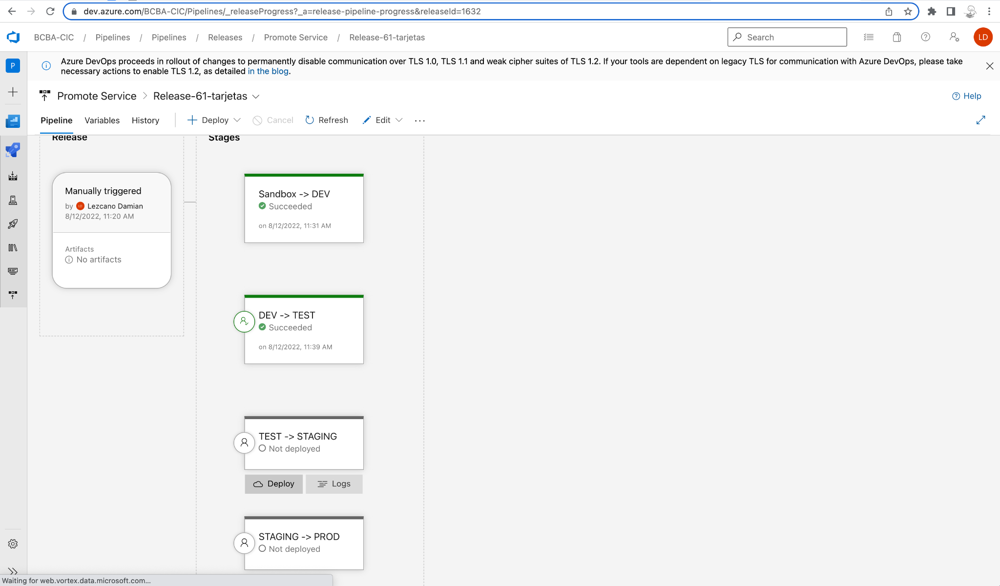 dev.azure.com/BCBA-CIC/Pipelines/_releaseProgress?_a=release-pipeline-progress&releaseId=1632
BCBA-CIC / Pipelines / Pipelines / Releases / Promote Service / Release-61-tarjetas
Search
LD
P
Azure DevOps proceeds in rollout of changes to permanently disable communication over TLS 1.0, TLS 1.1 and weak cipher suites of TLS 1.2. If your tools are dependent on legacy TLS for communication with Azure DevOps, please take
necessary actions to enable TLS 1.2, as detailed in the blog.
Promote Service > Release-61-tarjetas
Help
Pipeline Variables History Deploy Cancel Refresh Edit ...
Release
Stages
Manually triggered
by LD Lezcano Damian
8/12/2022, 11:20 AM
Artifacts
No artifacts
Sandbox -> DEV
Succeeded
on 8/12/2022, 11:31 AM
DEV -> TEST
Succeeded
on 8/12/2022, 11:39 AM
TEST -> STAGING
Not deployed
Deploy Logs
STAGING -> PROD
Not deployed
Waiting for web.vortex.data.microsoft.com...